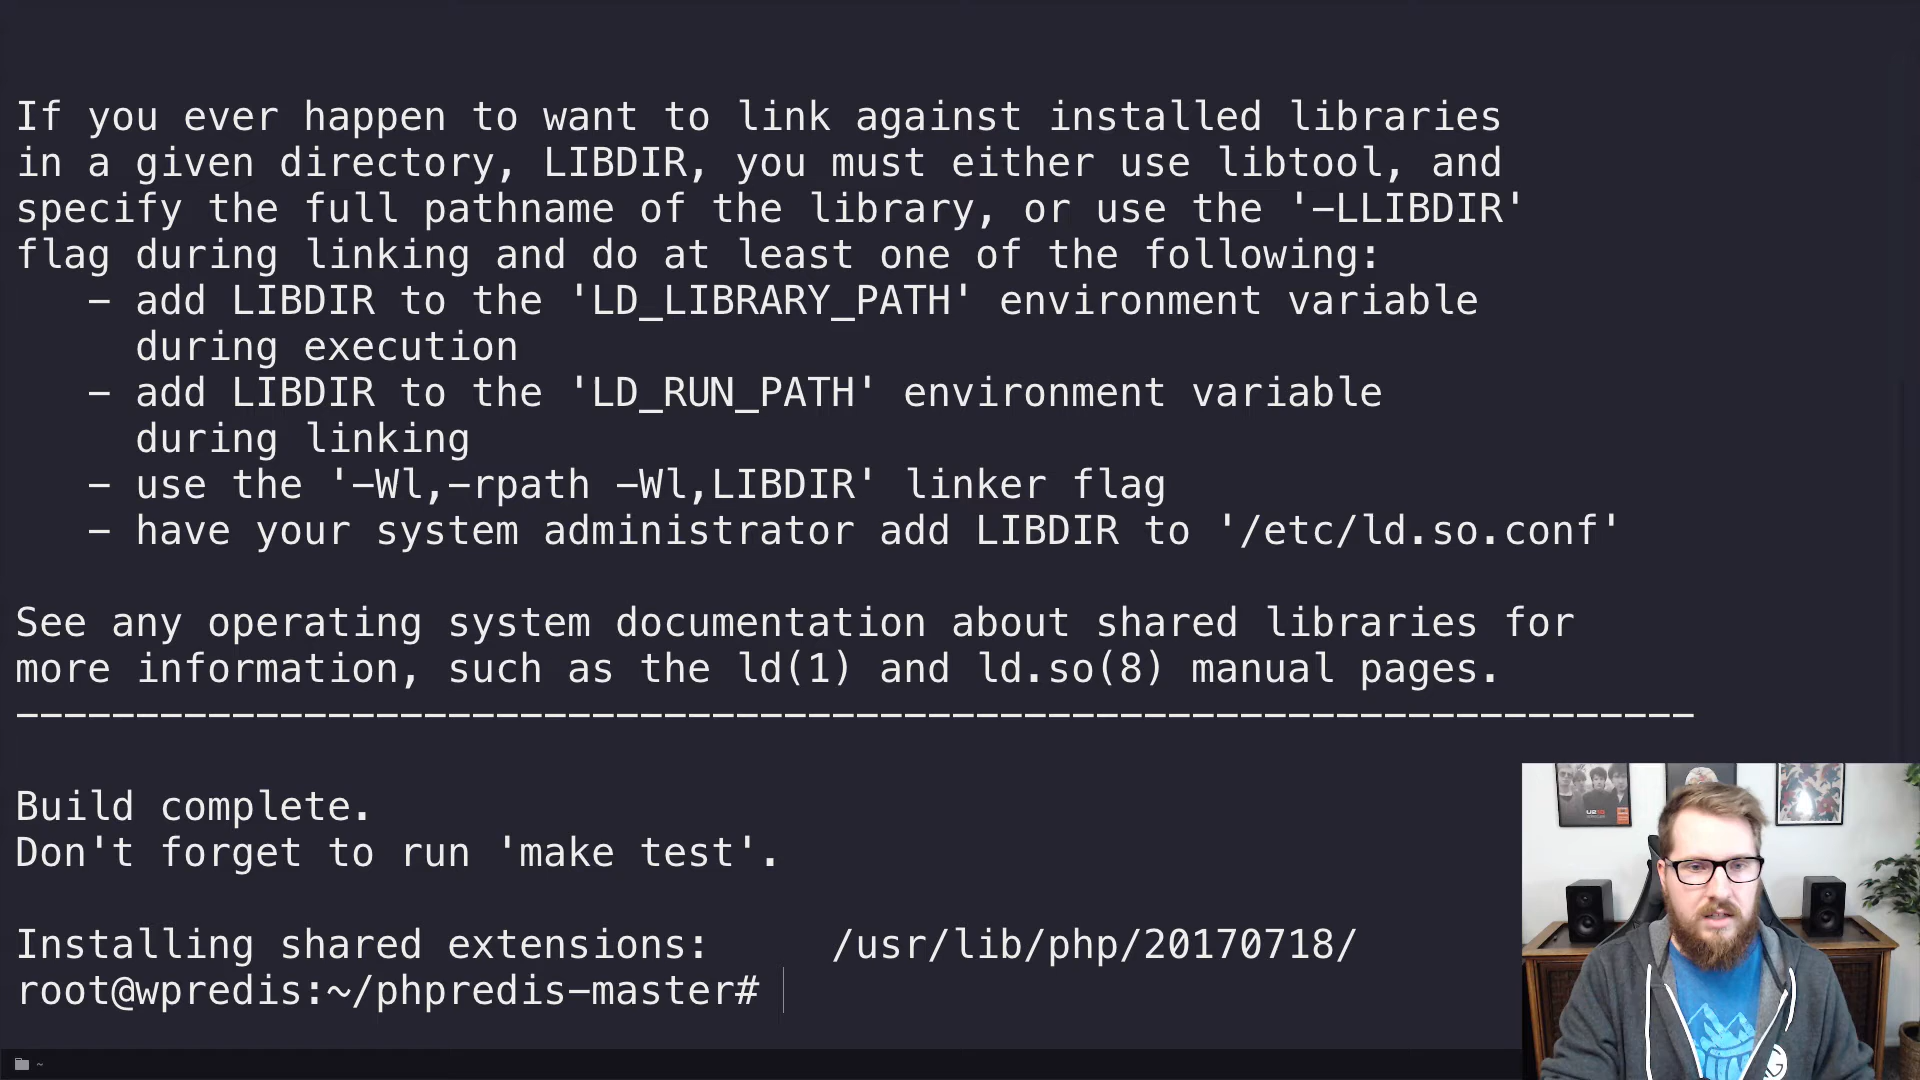 If you ever happen to want to link against installed libraries
in a given directory, LIBDIR, you must either use libtool, and
specify the full pathname of the library, or use the '-LLIBDIR'
flag during linking and do at least one of the following:
- add LIBDIR to the 'LD_LIBRARY_PATH' environment variable
during execution
- add LIBDIR to the 'LD_RUN_PATH' environment variable
during linking
- use the '-Wl,-rpath -Wl,LIBDIR' linker flag
- have your system administrator add LIBDIR to '/etc/ld.so.conf'
See any operating system documentation about shared libraries for
more information, such as the ld(1) and ld.so(8) manual pages.
----------------------------------------------------------------------
Build complete.
Don't forget to run 'make test'.
Installing shared extensions: /usr/lib/php/20170718/
root@wpredis:~/phpredis-master#
~